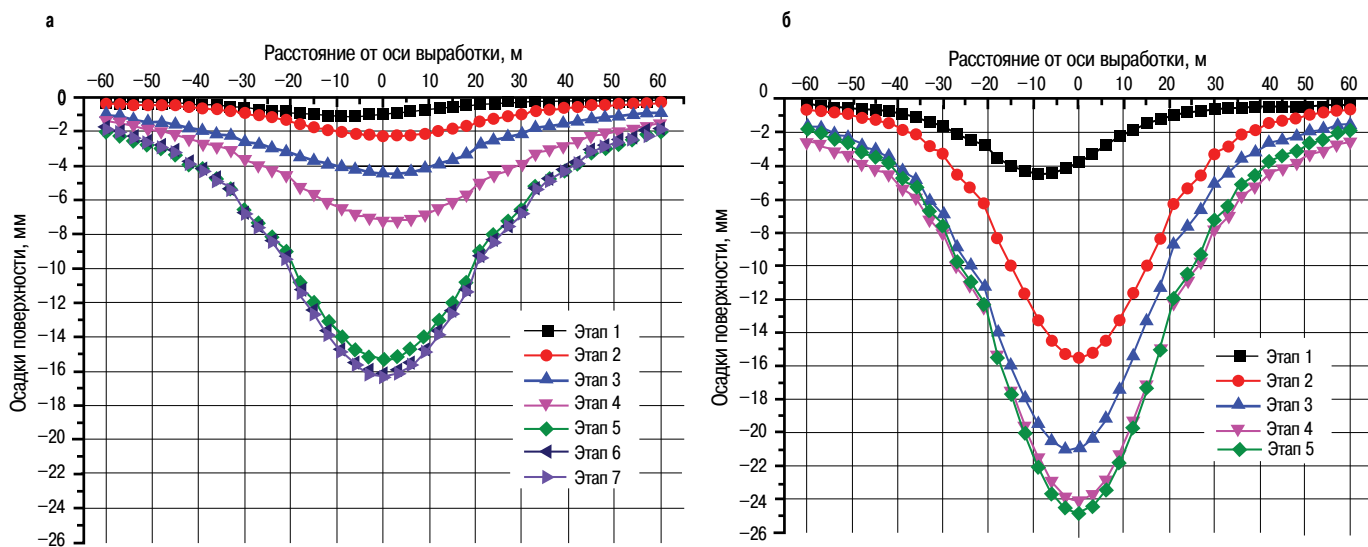 а
Расстояние от оси выработки, м
−60 −50 −40 −30 −20 −10 0 10 20 30 40 50 60
0
−2
−4
−6
−8
−10
−12
−14
−16
−18
−20
−22
−24
−26
Осадки поверхности, мм
Этап 1
Этап 2
Этап 3
Этап 4
Этап 5
Этап 6
Этап 7
б
Расстояние от оси выработки, м
−60 −50 −40 −30 −20 −10 0 10 20 30 40 50 60
0
−2
−4
−6
−8
−10
−12
−14
−16
−18
−20
−22
−24
−26
Осадки поверхности, мм
Этап 1
Этап 2
Этап 3
Этап 4
Этап 5